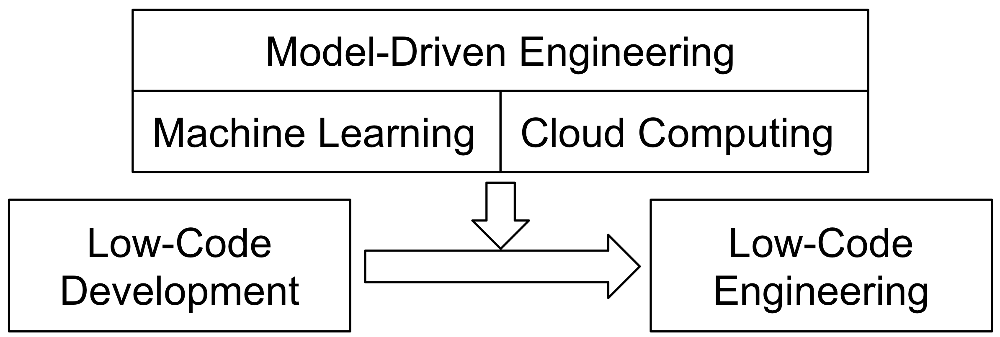 Model-Driven Engineering
Machine Learning
Cloud Computing
Low-Code
Development
Low-Code
Engineering